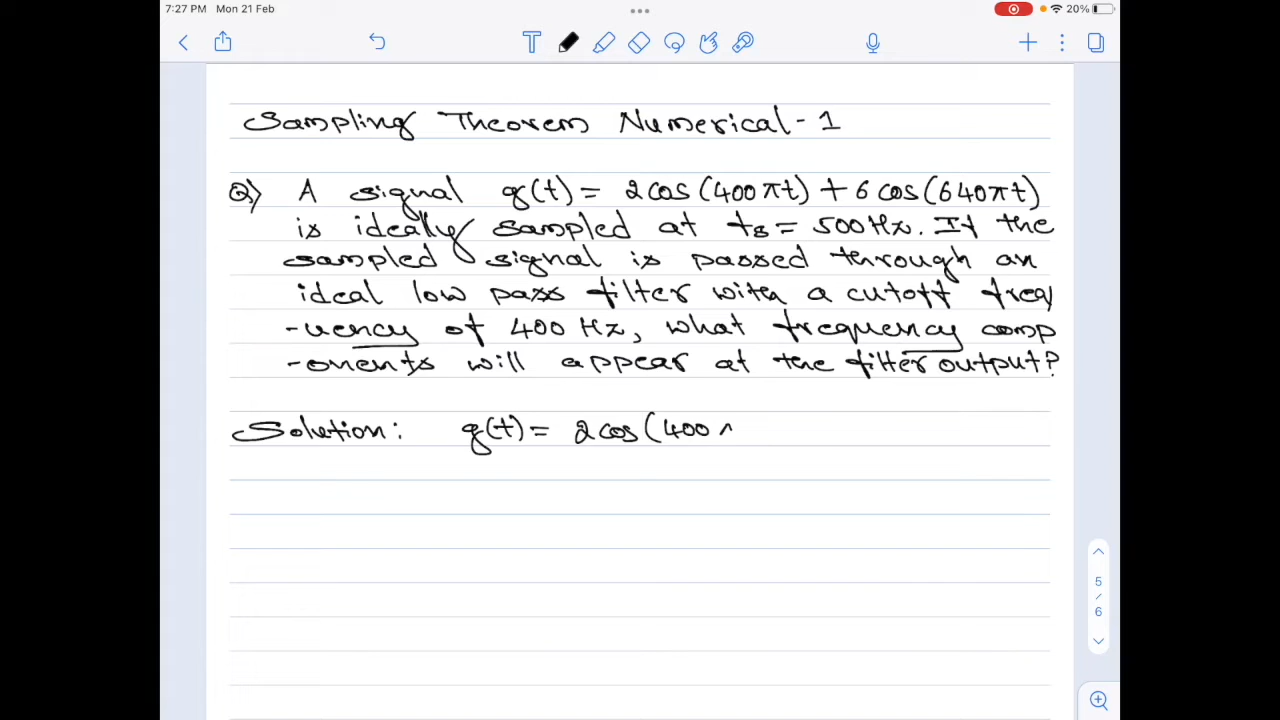 7:27 PM Mon 21 Feb
20%
Sampling Theorem Numerical - 1
Q) A signal g(t) = 2cos(400πt) + 6cos(640πt)
is ideally sampled at fs = 500Hz. If the
sampled signal is passed through an
ideal low pass filter with a cutoff freq
-uency of 400 Hz, what frequency comp
-onents will appear at the filter output?
Solution: g(t) = 2cos(400
5
/
6